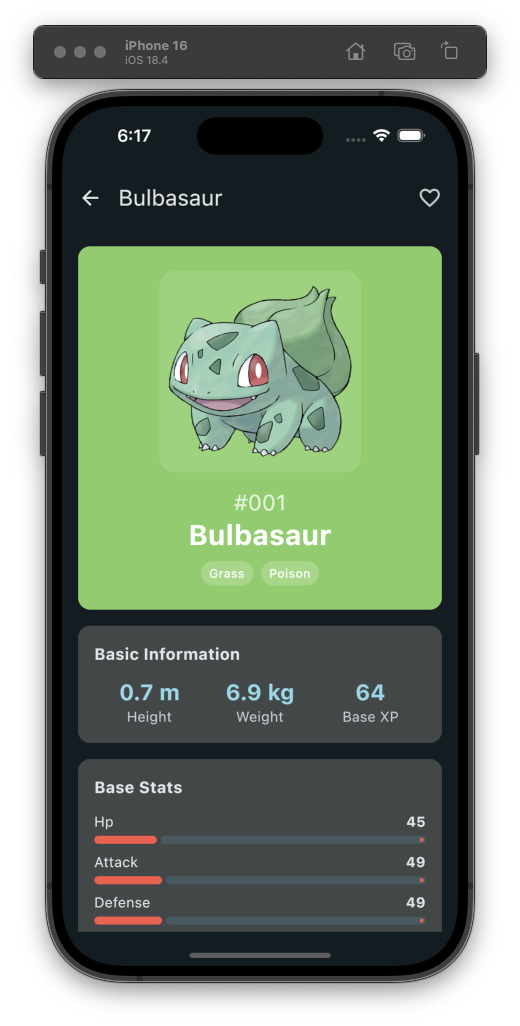 iPhone 16
iOS 18.4
6:17
Bulbasaur
#001
Bulbasaur
Grass Poison
Basic Information
0.7 m 6.9 kg 64
Height Weight Base XP
Base Stats
Hp 45
Attack 49
Defense 49